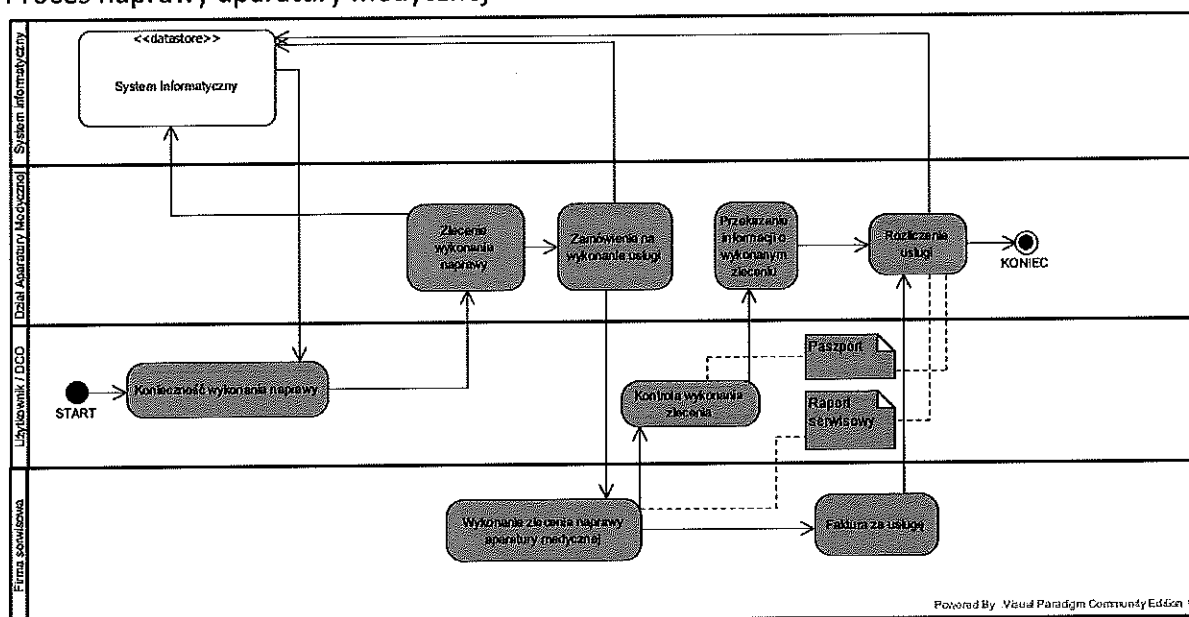 Proces naprawy aparatury medycznej
System informatyczny
<<datastore>>
System Informatyczny
Dział Aparatury Medycznej
Zlecenie
wykonania
naprawy
Zamówienie na
wykonanie usługi
Przekazanie
informacji o
wykonanym
zleceniu
Rozliczenie
usługi
KONIEC
Użytkownik / DCO
START
Konieczność wykonania naprawy
Kontrola wykonania
zlecenia
Paszport
Raport
serwisowy
Firma serwisowa
Wykonanie zlecenia naprawy
aparatury medycznej
Faktura za usługę
Powered By Visual Paradigm Community Edition